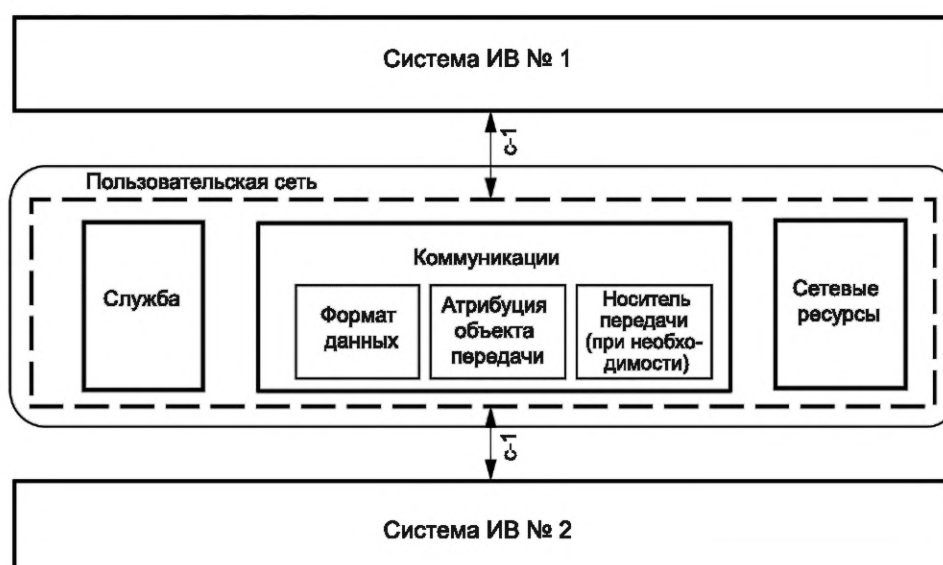 Система ИВ № 1
с-1
Пользовательская сеть
Служба
Коммуникации
Формат
данных
Атрибуция
объекта
передачи
Носитель
передачи
(при необхо-
димости)
Сетевые
ресурсы
с-1
Система ИВ № 2